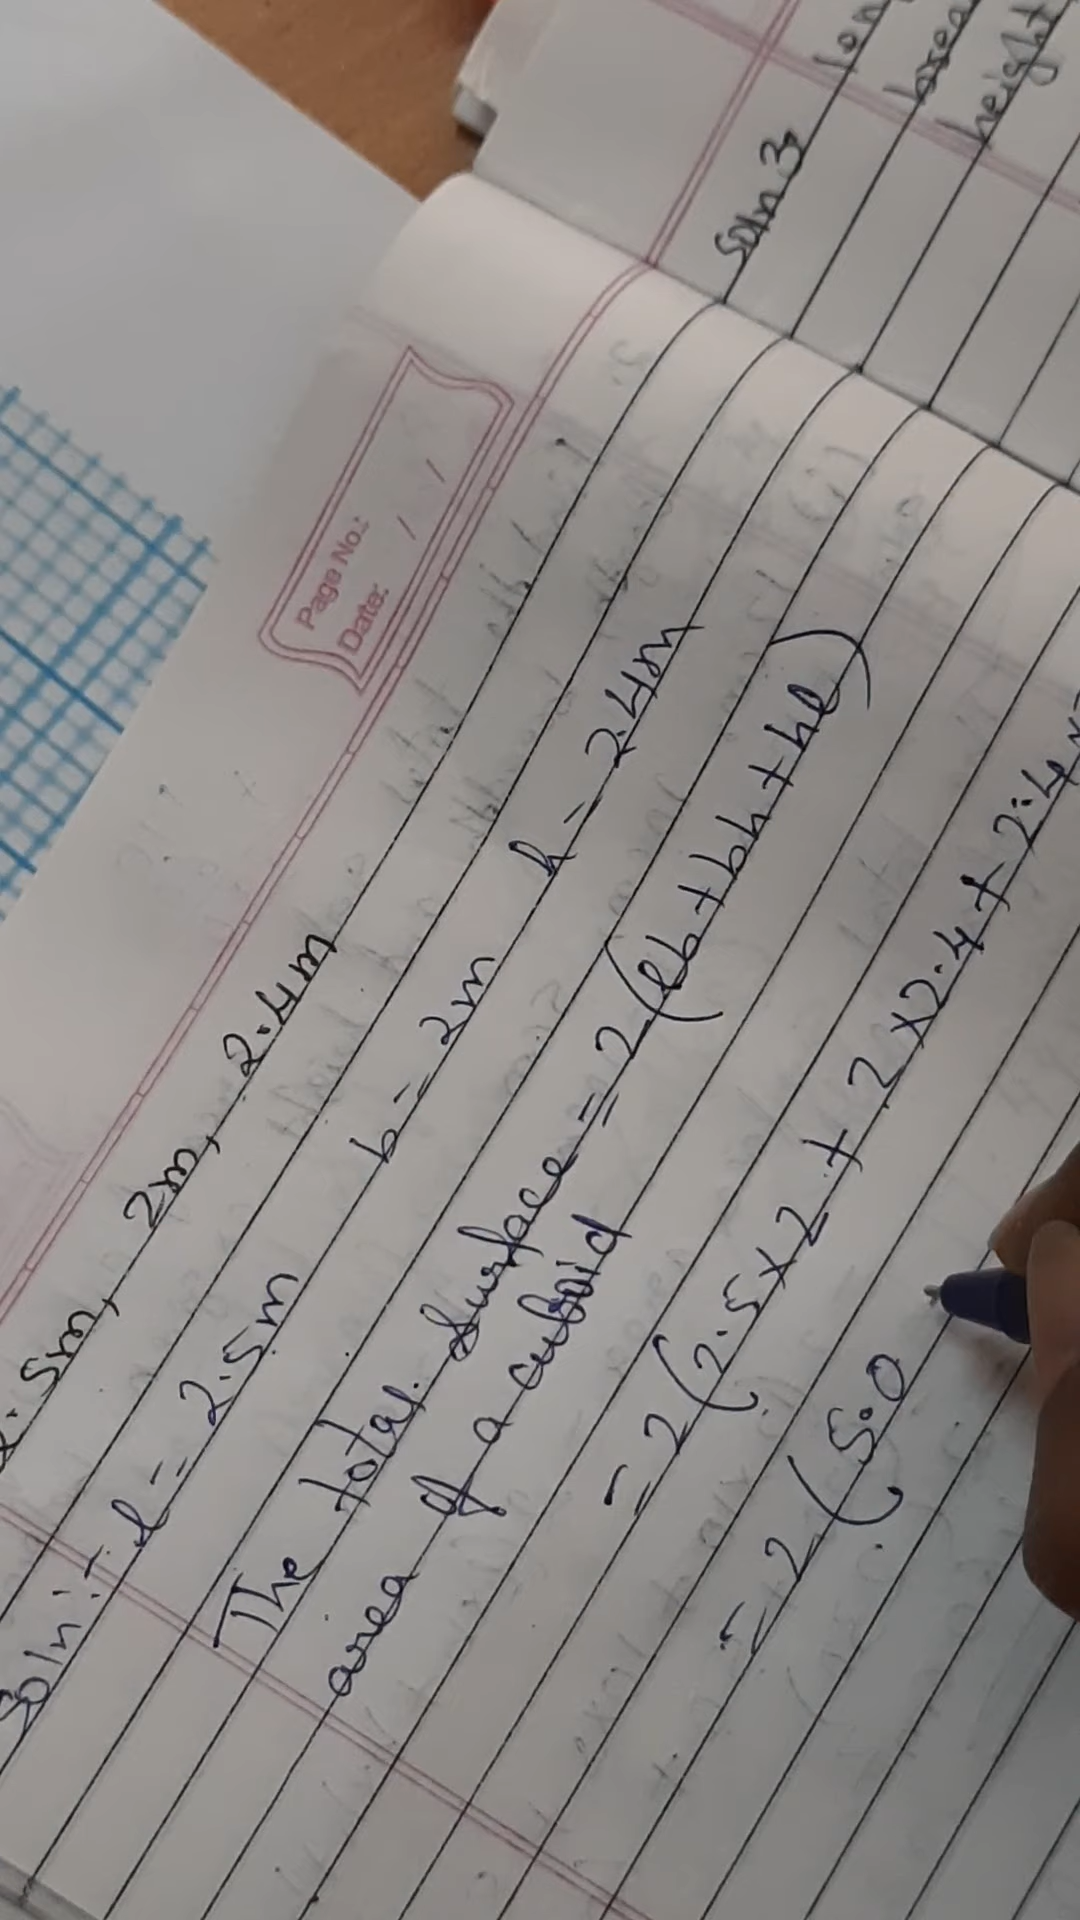 Soln 3
height
Page No.:
Date:
.5m, 2m, 2.4m
Soln:- l = 2.5m b = 2m h = 2.4m
The total surface = 2(lb + bh + hl)
area of a cuboid
= 2(2.5×2 + 2×2.4 + 2.4
= 2(5.0